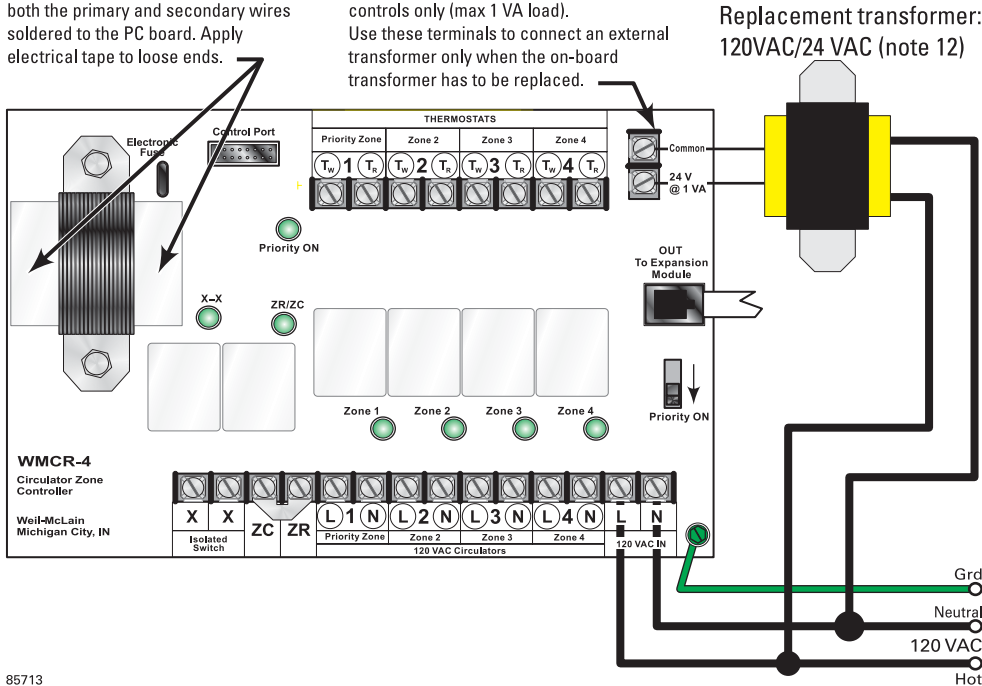 both the primary and secondary wires
soldered to the PC board. Apply
electrical tape to loose ends.
controls only (max 1 VA load).
Use these terminals to connect an external
transformer only when the on-board
transformer has to be replaced.
Replacement transformer:
120VAC/24 VAC (note 12)
THERMOSTATS
Priority Zone Zone 2 Zone 3 Zone 4
TW 1 TR TW 2 TR TW 3 TR TW 4 TR
Electronic
Fuse
Control Port
Common
24 V
@ 1 VA
Priority ON
OUT
To Expansion
Module
X–X
ZR/ZC
Zone 1 Zone 2 Zone 3 Zone 4
Priority ON
WMCR-4
Circulator Zone
Controller
Weil-McLain
Michigan City, IN
X X ZC ZR L 1 N L 2 N L 3 N L 4 N L N
Isolated
Switch
Priority Zone Zone 2 Zone 3 Zone 4
120 VAC Circulators
120 VAC IN
Grd
Neutral
120 VAC
Hot
85713